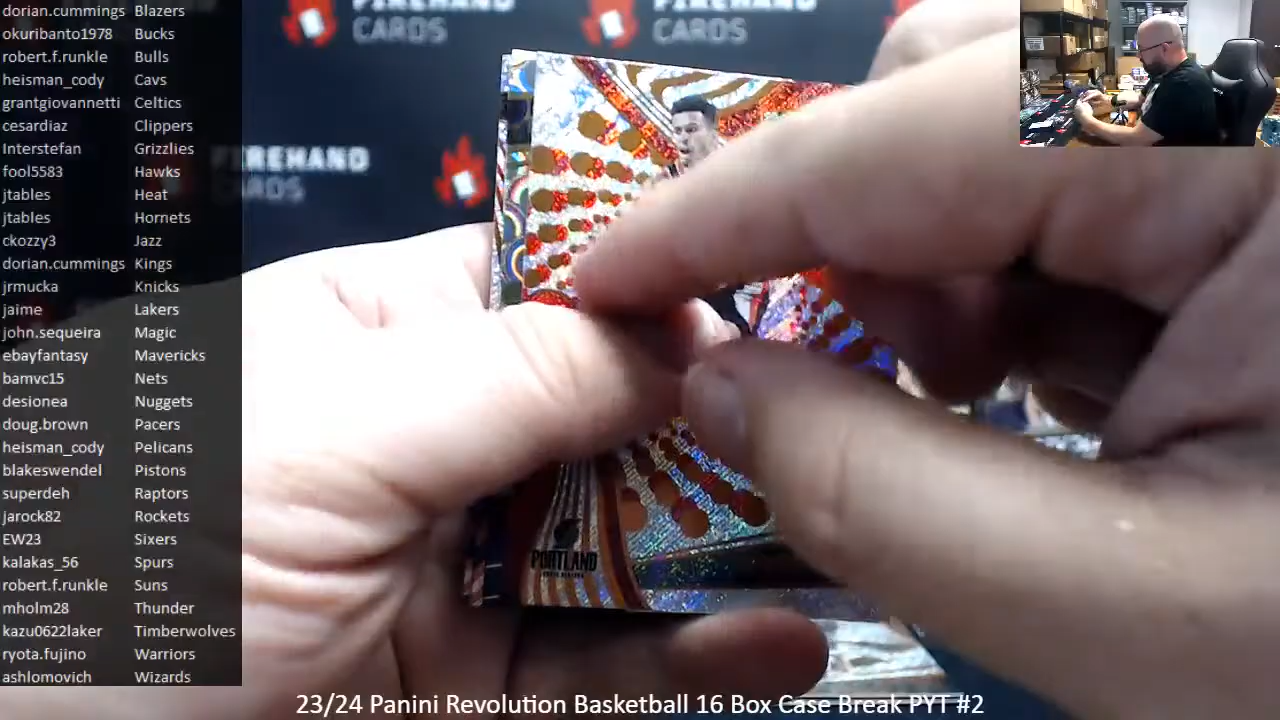 dorian.cummings Blazers
okuribanto1978 Bucks
robert.f.runkle Bulls
heisman_cody Cavs
grantgiovannetti Celtics
cesardiaz Clippers
Interstefan Grizzlies
fool5583 Hawks
jtables Heat
jtables Hornets
ckozzy3 Jazz
dorian.cummings Kings
jrmucka Knicks
jaime Lakers
john.sequeira Magic
ebayfantasy Mavericks
bamvc15 Nets
desionea Nuggets
doug.brown Pacers
heisman_cody Pelicans
blakeswendel Pistons
superdeh Raptors
jarock82 Rockets
EW23 Sixers
kalakas_56 Spurs
robert.f.runkle Suns
mholm28 Thunder
kazu0622laker Timberwolves
ryota.fujino Warriors
ashlomovich Wizards
FIREHAND
CARDS
FIREHAND
CARDS
FIREHAND
CARDS
PORTLAND
23/24 Panini Revolution Basketball 16 Box Case Break PYT #2